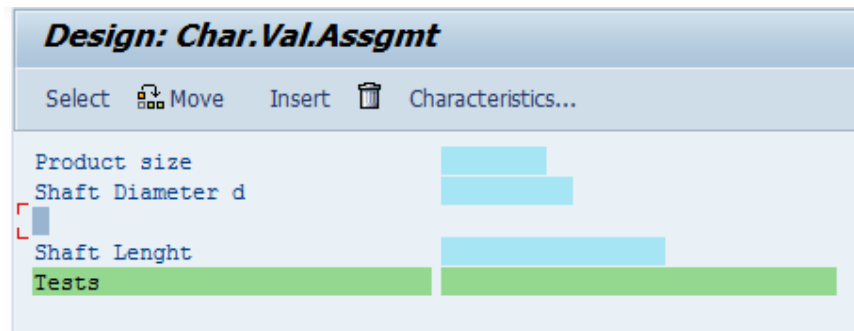 Design: Char.Val.Assgmt
Select Move Insert Characteristics...
Product size
Shaft Diameter d
Shaft Lenght
Tests